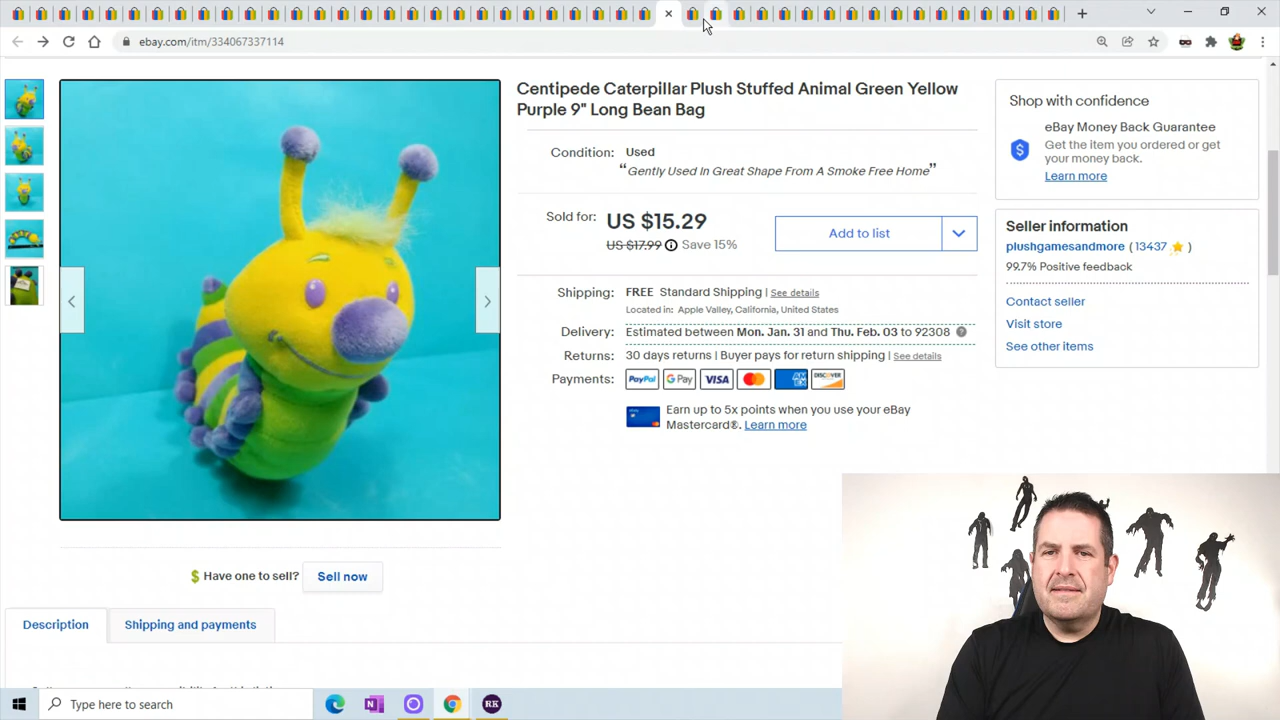 ebay.com/itm/334067337114
Centipede Caterpillar Plush Stuffed Animal Green Yellow
Purple 9" Long Bean Bag
Condition: Used
“Gently Used In Great Shape From A Smoke Free Home”
Sold for: US $15.29
US $17.99 Save 15%
Add to list
Shipping: FREE Standard Shipping | See details
Located in: Apple Valley, California, United States
Delivery: Estimated between Mon. Jan. 31 and Thu. Feb. 03 to 92308
Returns: 30 days returns | Buyer pays for return shipping | See details
Payments: PayPal G Pay VISA DISCOVER
Earn up to 5x points when you use your eBay
Mastercard®. Learn more
Shop with confidence
eBay Money Back Guarantee
Get the item you ordered or get
your money back.
Learn more
Seller information
plushgamesandmore ( 13437 )
99.7% Positive feedback
Contact seller
Visit store
See other items
$ Have one to sell? Sell now
Description
Shipping and payments
Type here to search
RK